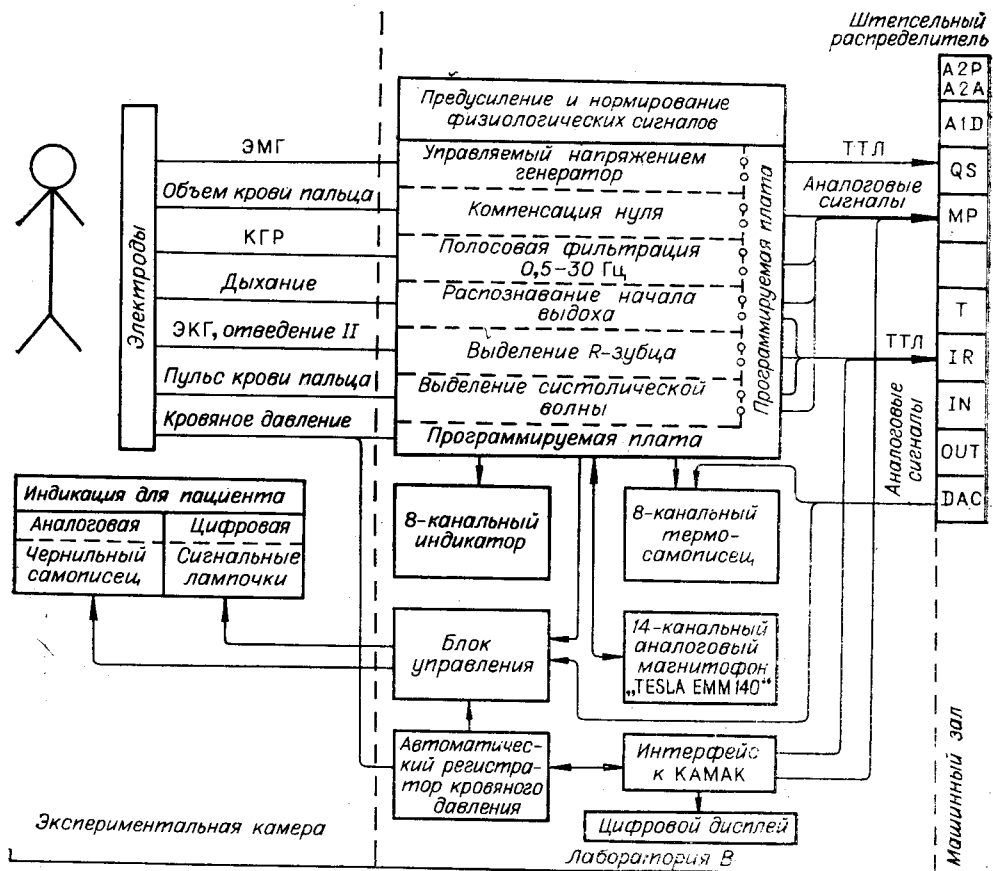 Штепсельный
распределитель
A2P
A2A
A1D
QS
MP
T
IR
IN
OUT
DAC
Электроды
ЭМГ
Объем крови пальца
КГР
Дыхание
ЭКГ, отведение II
Пульс крови пальца
Кровяное давление
Предусиление и нормирование
физиологических сигналов
Управляемый напряжением
генератор
Компенсация нуля
Полосовая фильтрация
0,5–30 Гц
Распознавание начала
выдоха
Выделение R-зубца
Выделение систолической
волны
Программируемая плата
Программируемая плата
ТТЛ
Аналоговые
сигналы
ТТЛ
Аналоговые
сигналы
Индикация для пациента
Аналоговая
Цифровая
Чернильный
самописец
Сигнальные
лампочки
8-канальный
индикатор
8-канальный
термо-
самописец
Блок
управления
14-канальный
аналоговый
магнитофон
„TESLA EMM 140"
Автоматичес-
кий регистра-
тор кровяного
давления
Интерфейс
к КАМАК
Цифровой дисплей
Экспериментальная камера
Лаборатория В
Машинный зал